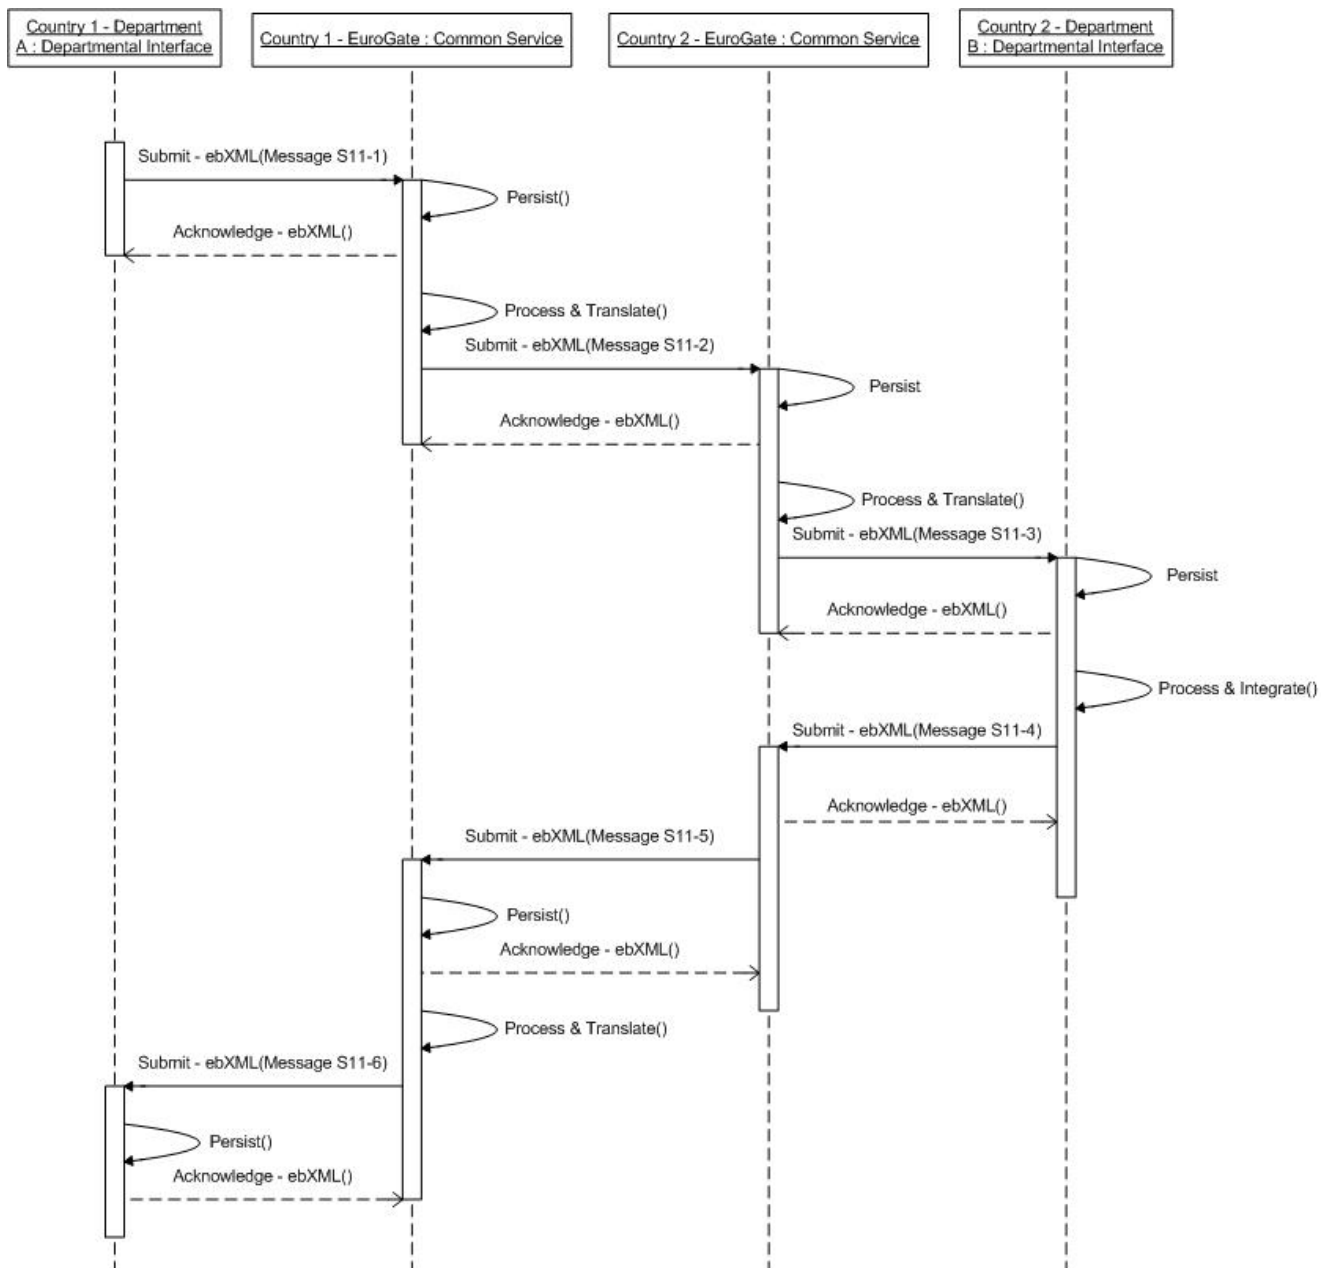 Country 1 - Department
A : Departmental Interface
Country 1 - EuroGate : Common Service
Country 2 - EuroGate : Common Service
Country 2 - Department
B : Departmental Interface
Submit - ebXML(Message S11-1)
Persist()
Acknowledge - ebXML()
Process & Translate()
Submit - ebXML(Message S11-2)
Persist
Acknowledge - ebXML()
Process & Translate()
Submit - ebXML(Message S11-3)
Persist
Acknowledge - ebXML()
Process & Integrate()
Submit - ebXML(Message S11-4)
Acknowledge - ebXML()
Submit - ebXML(Message S11-5)
Persist()
Acknowledge - ebXML()
Process & Translate()
Submit - ebXML(Message S11-6)
Persist()
Acknowledge - ebXML()